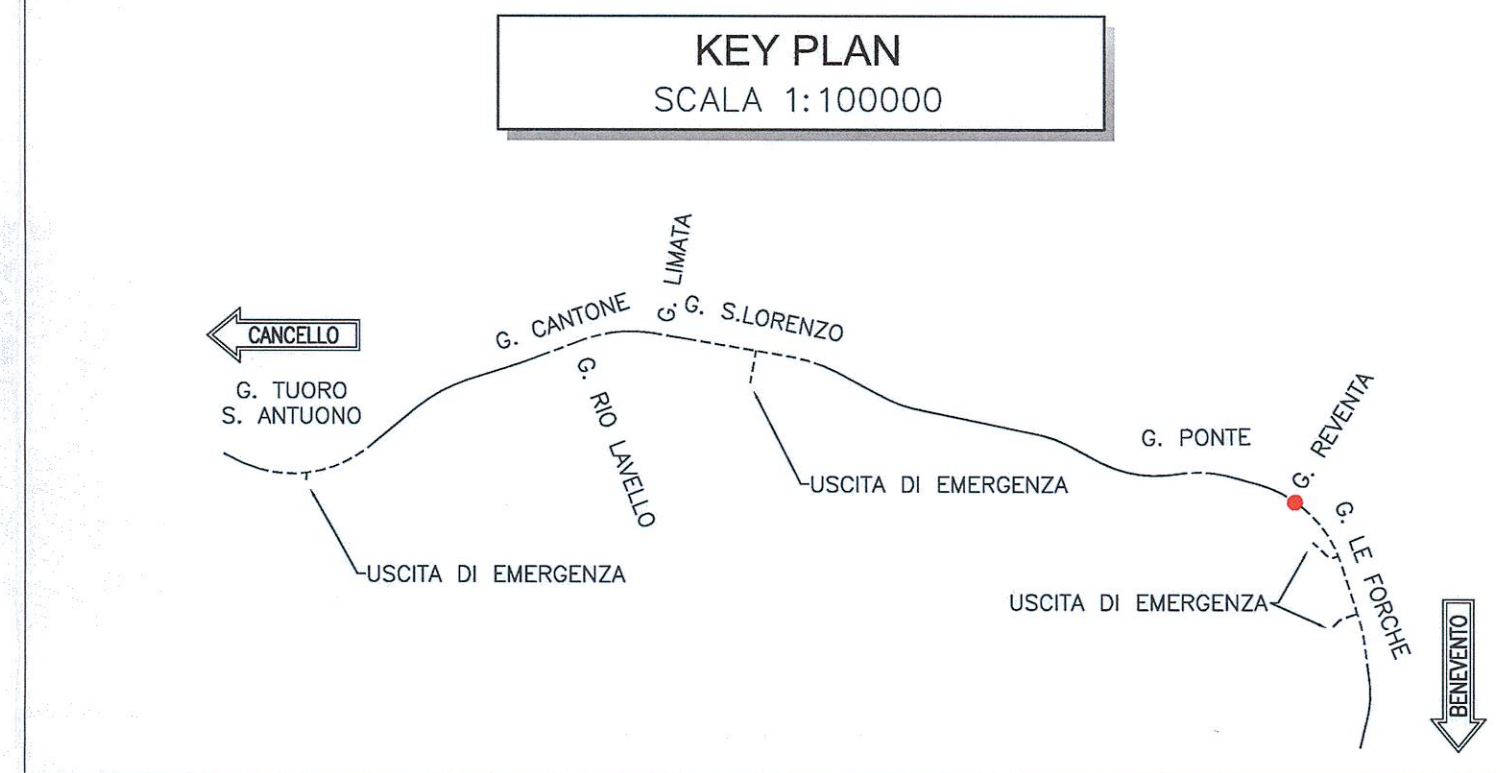 KEY PLAN
SCALA 1:100000
G. LIMATA
G. CANTONE
G. S.LORENZO
CANCELLO
G. TUORO
S. ANTUONO
G. RIO LAVELLO
G. REVENTA
G. PONTE
USCITA DI EMERGENZA
G. LE FORCHE
USCITA DI EMERGENZA
USCITA DI EMERGENZA
BENEVENTO